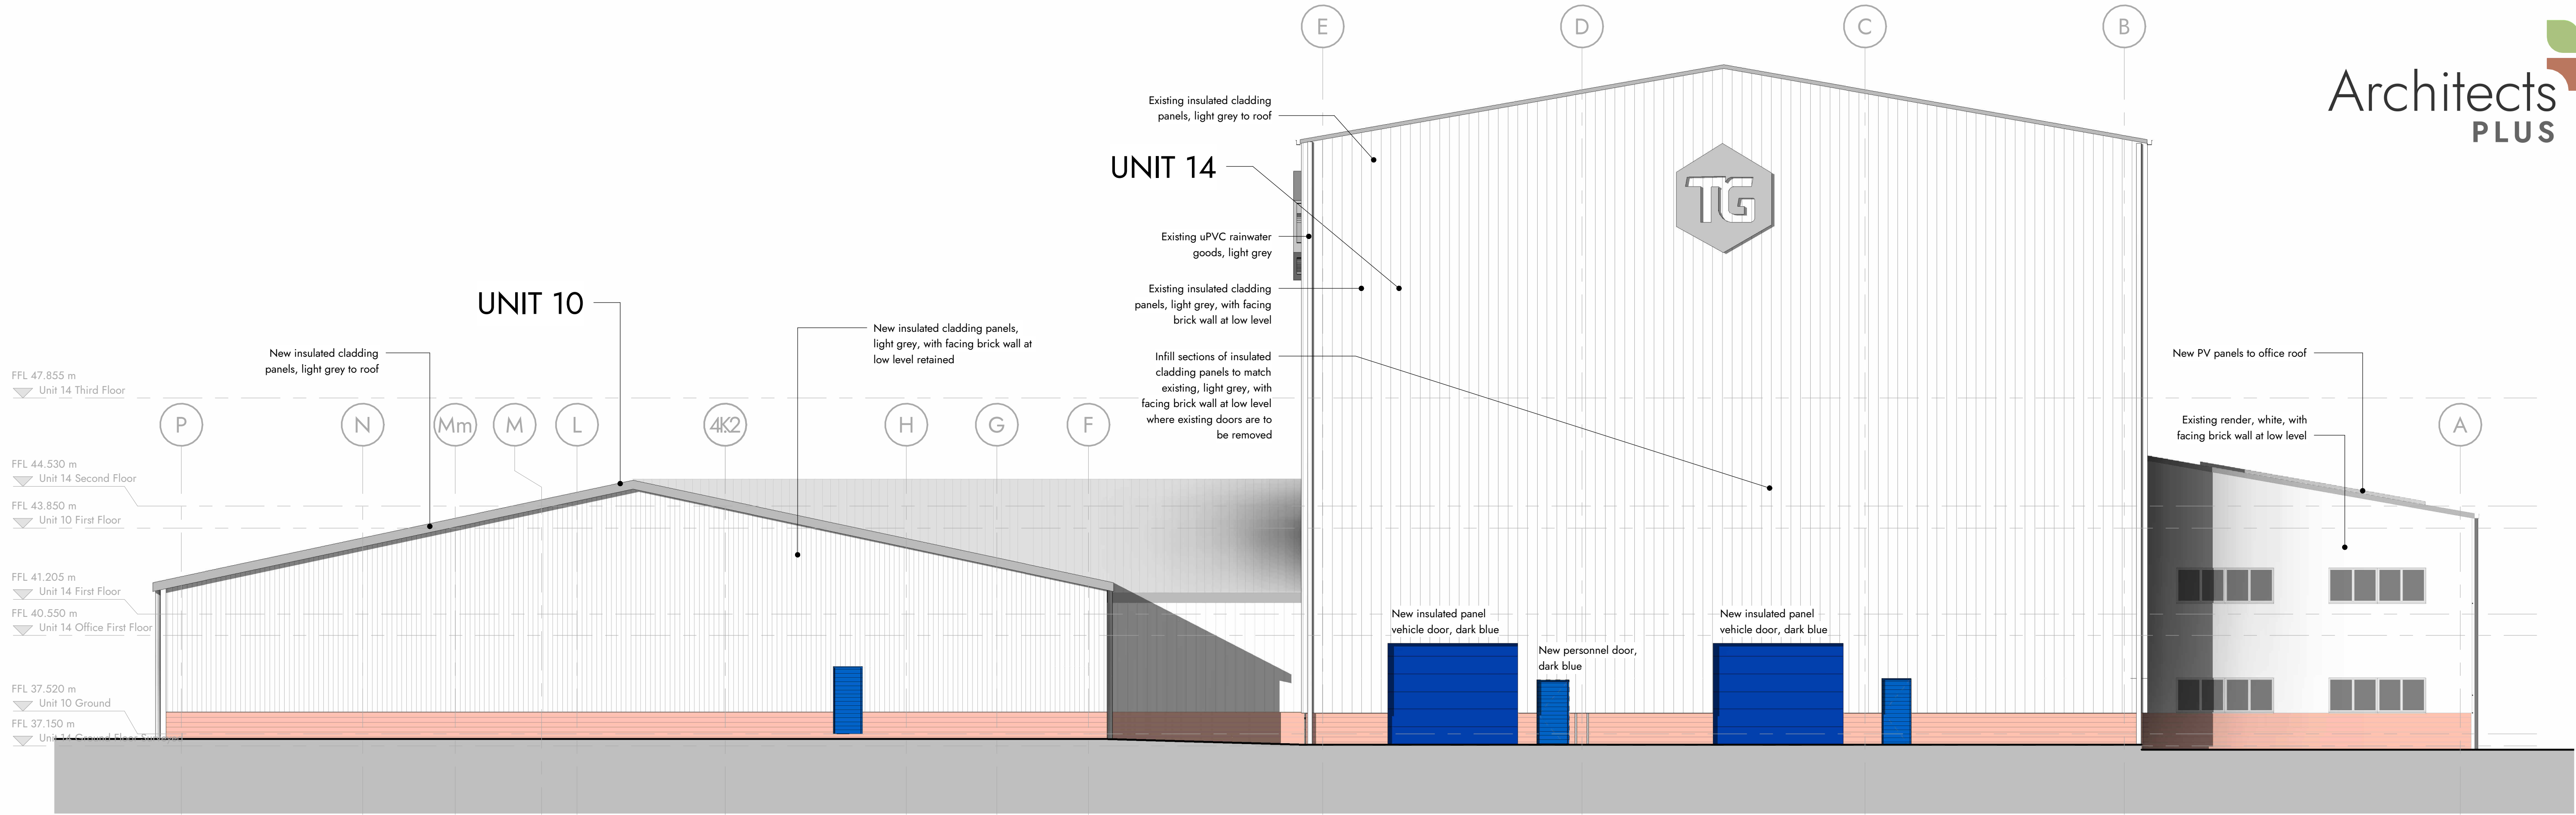 E
D
C
B
Architects
PLUS
Existing insulated cladding
panels, light grey to roof
UNIT 14
TG
Existing uPVC rainwater
goods, light grey
Existing insulated cladding
panels, light grey, with facing
brick wall at low level
UNIT 10
New insulated cladding panels,
light grey, with facing brick wall at
low level retained
New insulated cladding
panels, light grey to roof
Infill sections of insulated
cladding panels to match
existing, light grey, with
facing brick wall at low level
where existing doors are to
be removed
New PV panels to office roof
Existing render, white, with
facing brick wall at low level
FFL 47.855 m
Unit 14 Third Floor
P
N
Mm
M
L
4K2
H
G
F
A
FFL 44.530 m
Unit 14 Second Floor
FFL 43.850 m
Unit 10 First Floor
FFL 41.205 m
Unit 14 First Floor
FFL 40.550 m
Unit 14 Office First Floor
New insulated panel
vehicle door, dark blue
New personnel door,
dark blue
New insulated panel
vehicle door, dark blue
FFL 37.520 m
Unit 10 Ground
FFL 37.150 m
Unit 14 Ground Floor